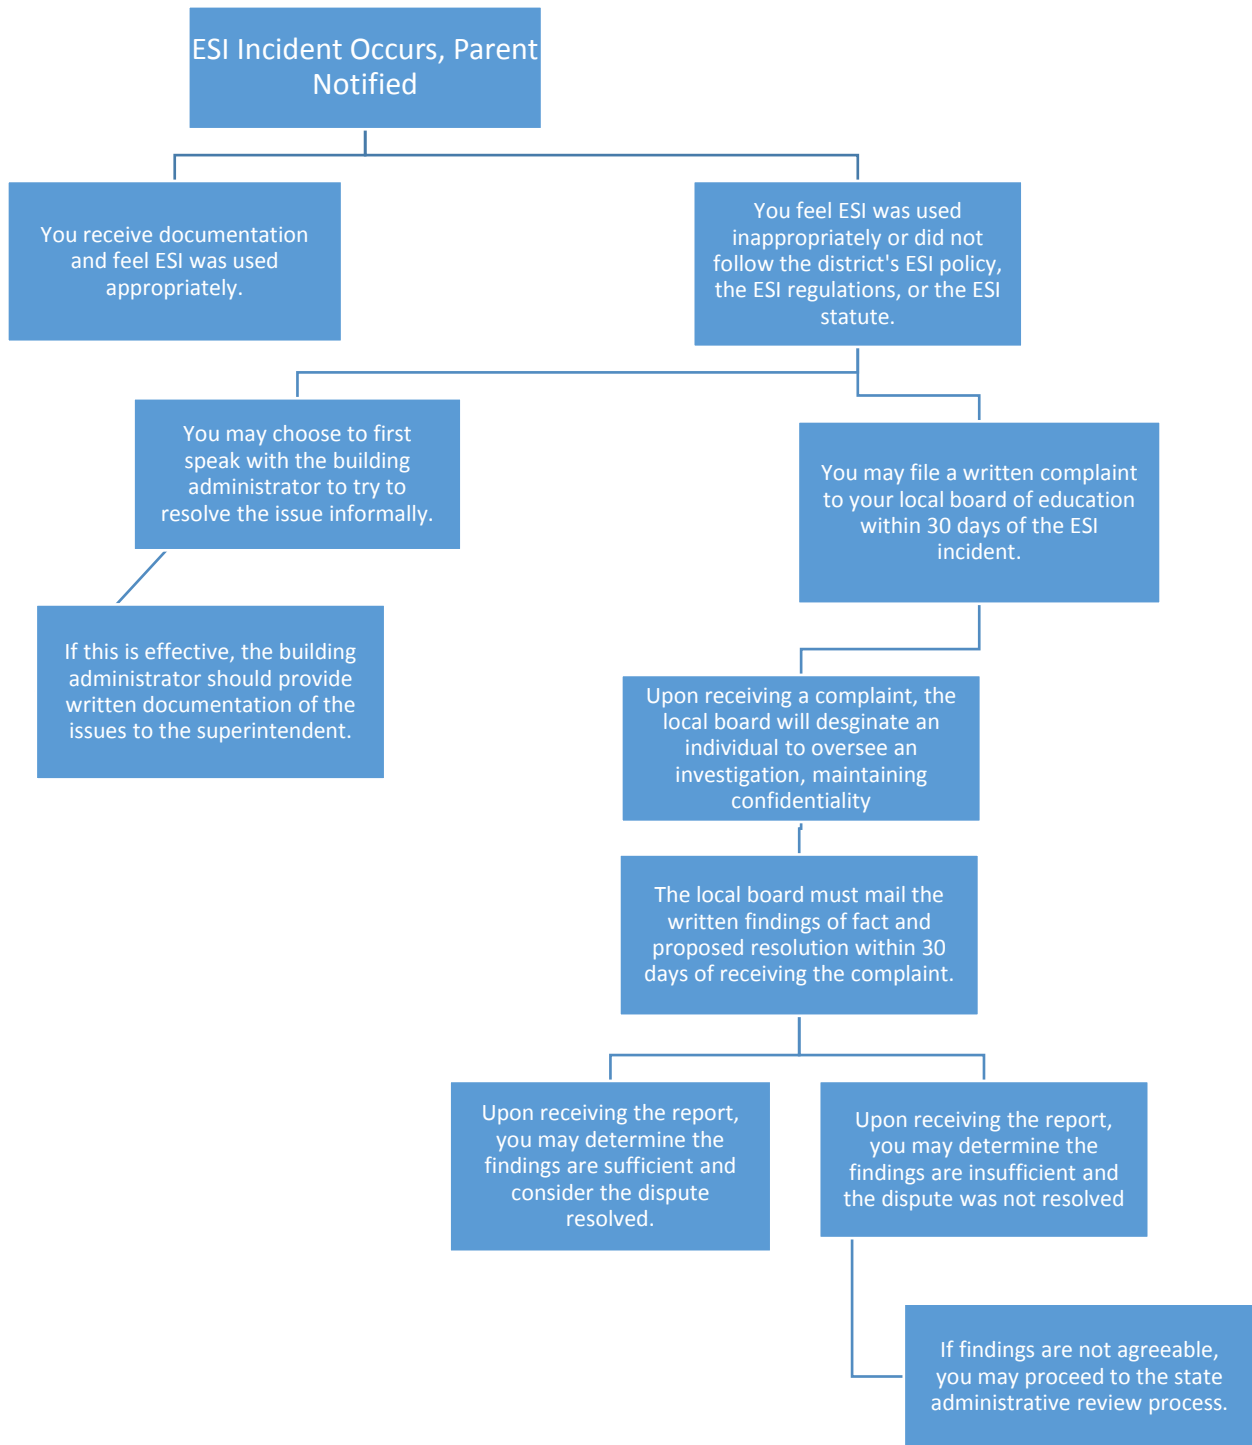 ESI Incident Occurs, Parent
Notified
You receive documentation
and feel ESI was used
appropriately.
You feel ESI was used
inappropriately or did not
follow the district's ESI policy,
the ESI regulations, or the ESI
statute.
You may choose to first
speak with the building
administrator to try to
resolve the issue informally.
You may file a written complaint
to your local board of education
within 30 days of the ESI
incident.
If this is effective, the building
administrator should provide
written documentation of the
issues to the superintendent.
Upon receiving a complaint, the
local board will desginate an
individual to oversee an
investigation, maintaining
confidentiality
The local board must mail the
written findings of fact and
proposed resolution within 30
days of receiving the complaint.
Upon receiving the report,
you may determine the
findings are sufficient and
consider the dispute
resolved.
Upon receiving the report,
you may determine the
findings are insufficient and
the dispute was not resolved
If findings are not agreeable,
you may proceed to the state
administrative review process.